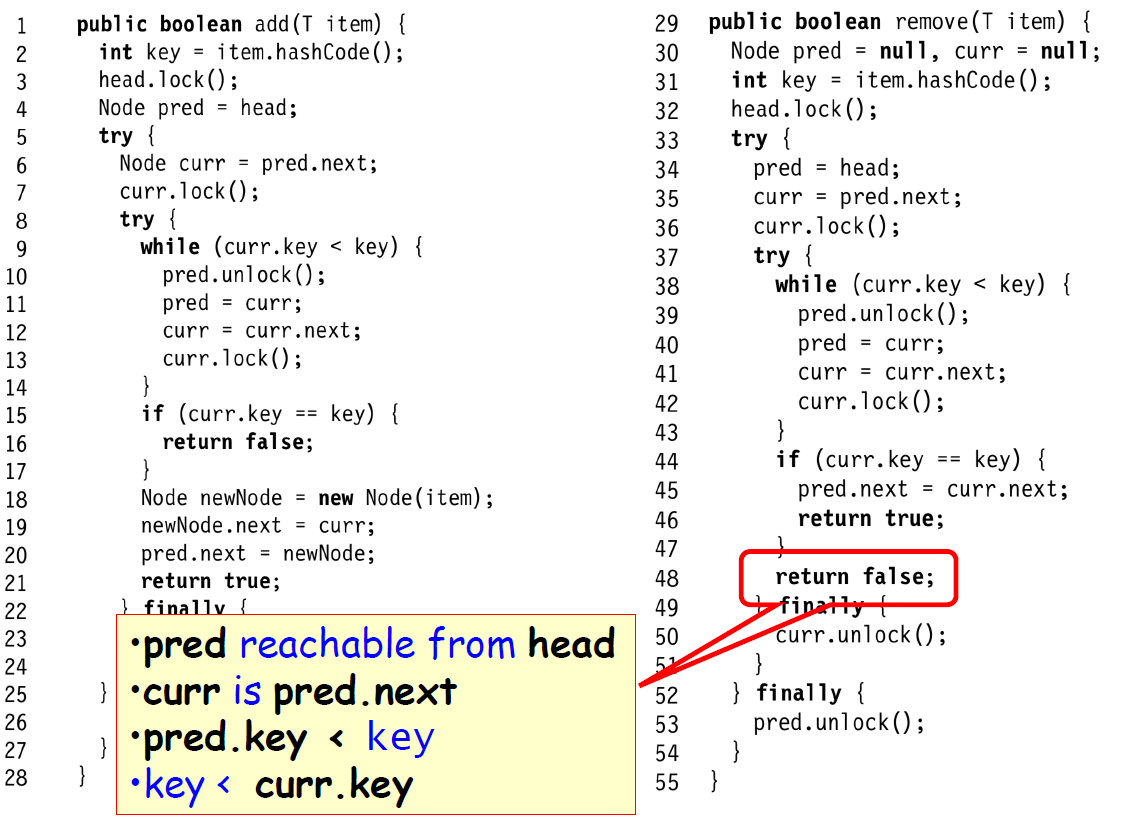 1 public boolean add(T item) {
2 int key = item.hashCode();
3 head.lock();
4 Node pred = head;
5 try {
6 Node curr = pred.next;
7 curr.lock();
8 try {
9 while (curr.key < key) {
10 pred.unlock();
11 pred = curr;
12 curr = curr.next;
13 curr.lock();
14 }
15 if (curr.key == key) {
16 return false;
17 }
18 Node newNode = new Node(item);
19 newNode.next = curr;
20 pred.next = newNode;
21 return true;
22 } finally {
23
24
25 }
26
27 }
28 }
•pred reachable from head
•curr is pred.next
•pred.key < key
•key < curr.key
29 public boolean remove(T item) {
30 Node pred = null, curr = null;
31 int key = item.hashCode();
32 head.lock();
33 try {
34 pred = head;
35 curr = pred.next;
36 curr.lock();
37 try {
38 while (curr.key < key) {
39 pred.unlock();
40 pred = curr;
41 curr = curr.next;
42 curr.lock();
43 }
44 if (curr.key == key) {
45 pred.next = curr.next;
46 return true;
47 }
48 return false;
49 } finally {
50 curr.unlock();
51 }
52 } finally {
53 pred.unlock();
54 }
55 }